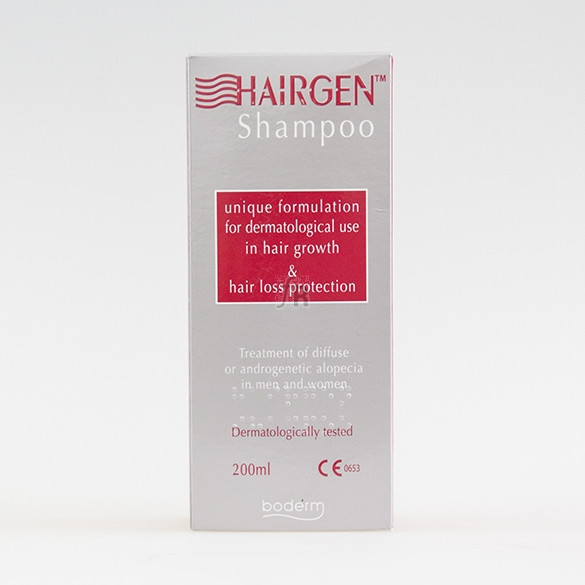 HAIRGEN™
Shampoo
unique formulation
for dermatological use
in hair growth
&
hair loss protection
Treatment of diffuse
or androgenetic alopecia
in men and women
Dermatologically tested
200ml CE 0653
boderm